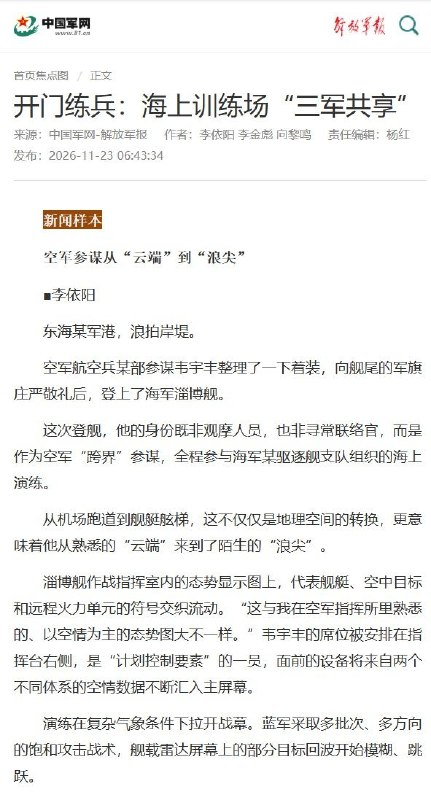 中国军网
www.81.cn
解放军报
首页焦点图 / 正文
开门练兵：海上训练场“三军共享”
来源：中国军网-解放军报 作者：李依阳 李金彪 向黎鸣 责任编辑：杨红
发布：2026-11-23 06:43:34
新闻样本
空军参谋从“云端”到“浪尖”
■李依阳
东海某军港，浪拍岸堤。
空军航空兵某部参谋韦宇丰整理了一下着装，向舰尾的军旗
庄严敬礼后，登上了海军淄博舰。
这次登舰，他的身份既非观摩人员，也非寻常联络官，而是
作为空军“跨界”参谋，全程参与海军某驱逐舰支队组织的海上
演练。
从机场跑道到舰艇舷梯，这不仅仅是地理空间的转换，更意
味着他从熟悉的“云端”来到了陌生的“浪尖”。
淄博舰作战指挥室内的态势显示图上，代表舰艇、空中目标
和远程火力单元的符号交织流动。“这与我在空军指挥所里熟悉
的、以空情为主的态势图大不一样。”韦宇丰的席位被安排在指
挥台右侧，是“计划控制要素”的一员，面前的设备将来自两个
不同体系的空情数据不断汇入主屏幕。
演练在复杂气象条件下拉开战幕。蓝军采取多批次、多方向
的饱和攻击战术，舰载雷达屏幕上的部分目标回波开始模糊、跳
跃。